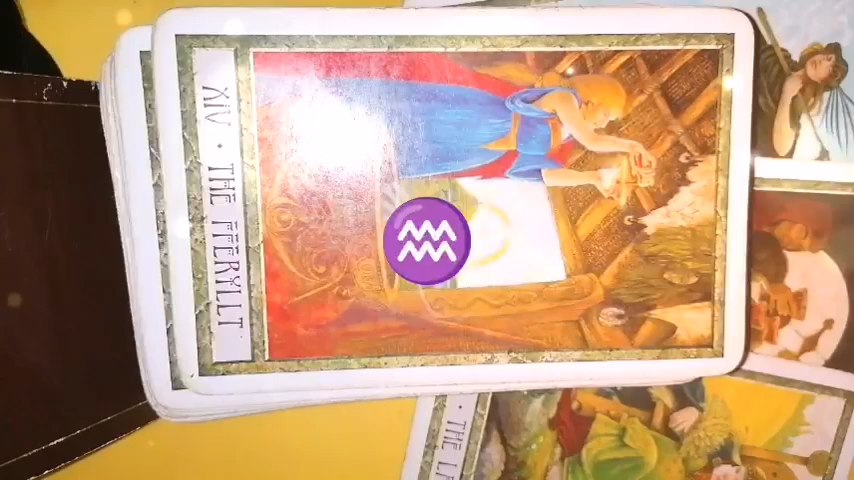 XIV • THE FFERYLLT
THE